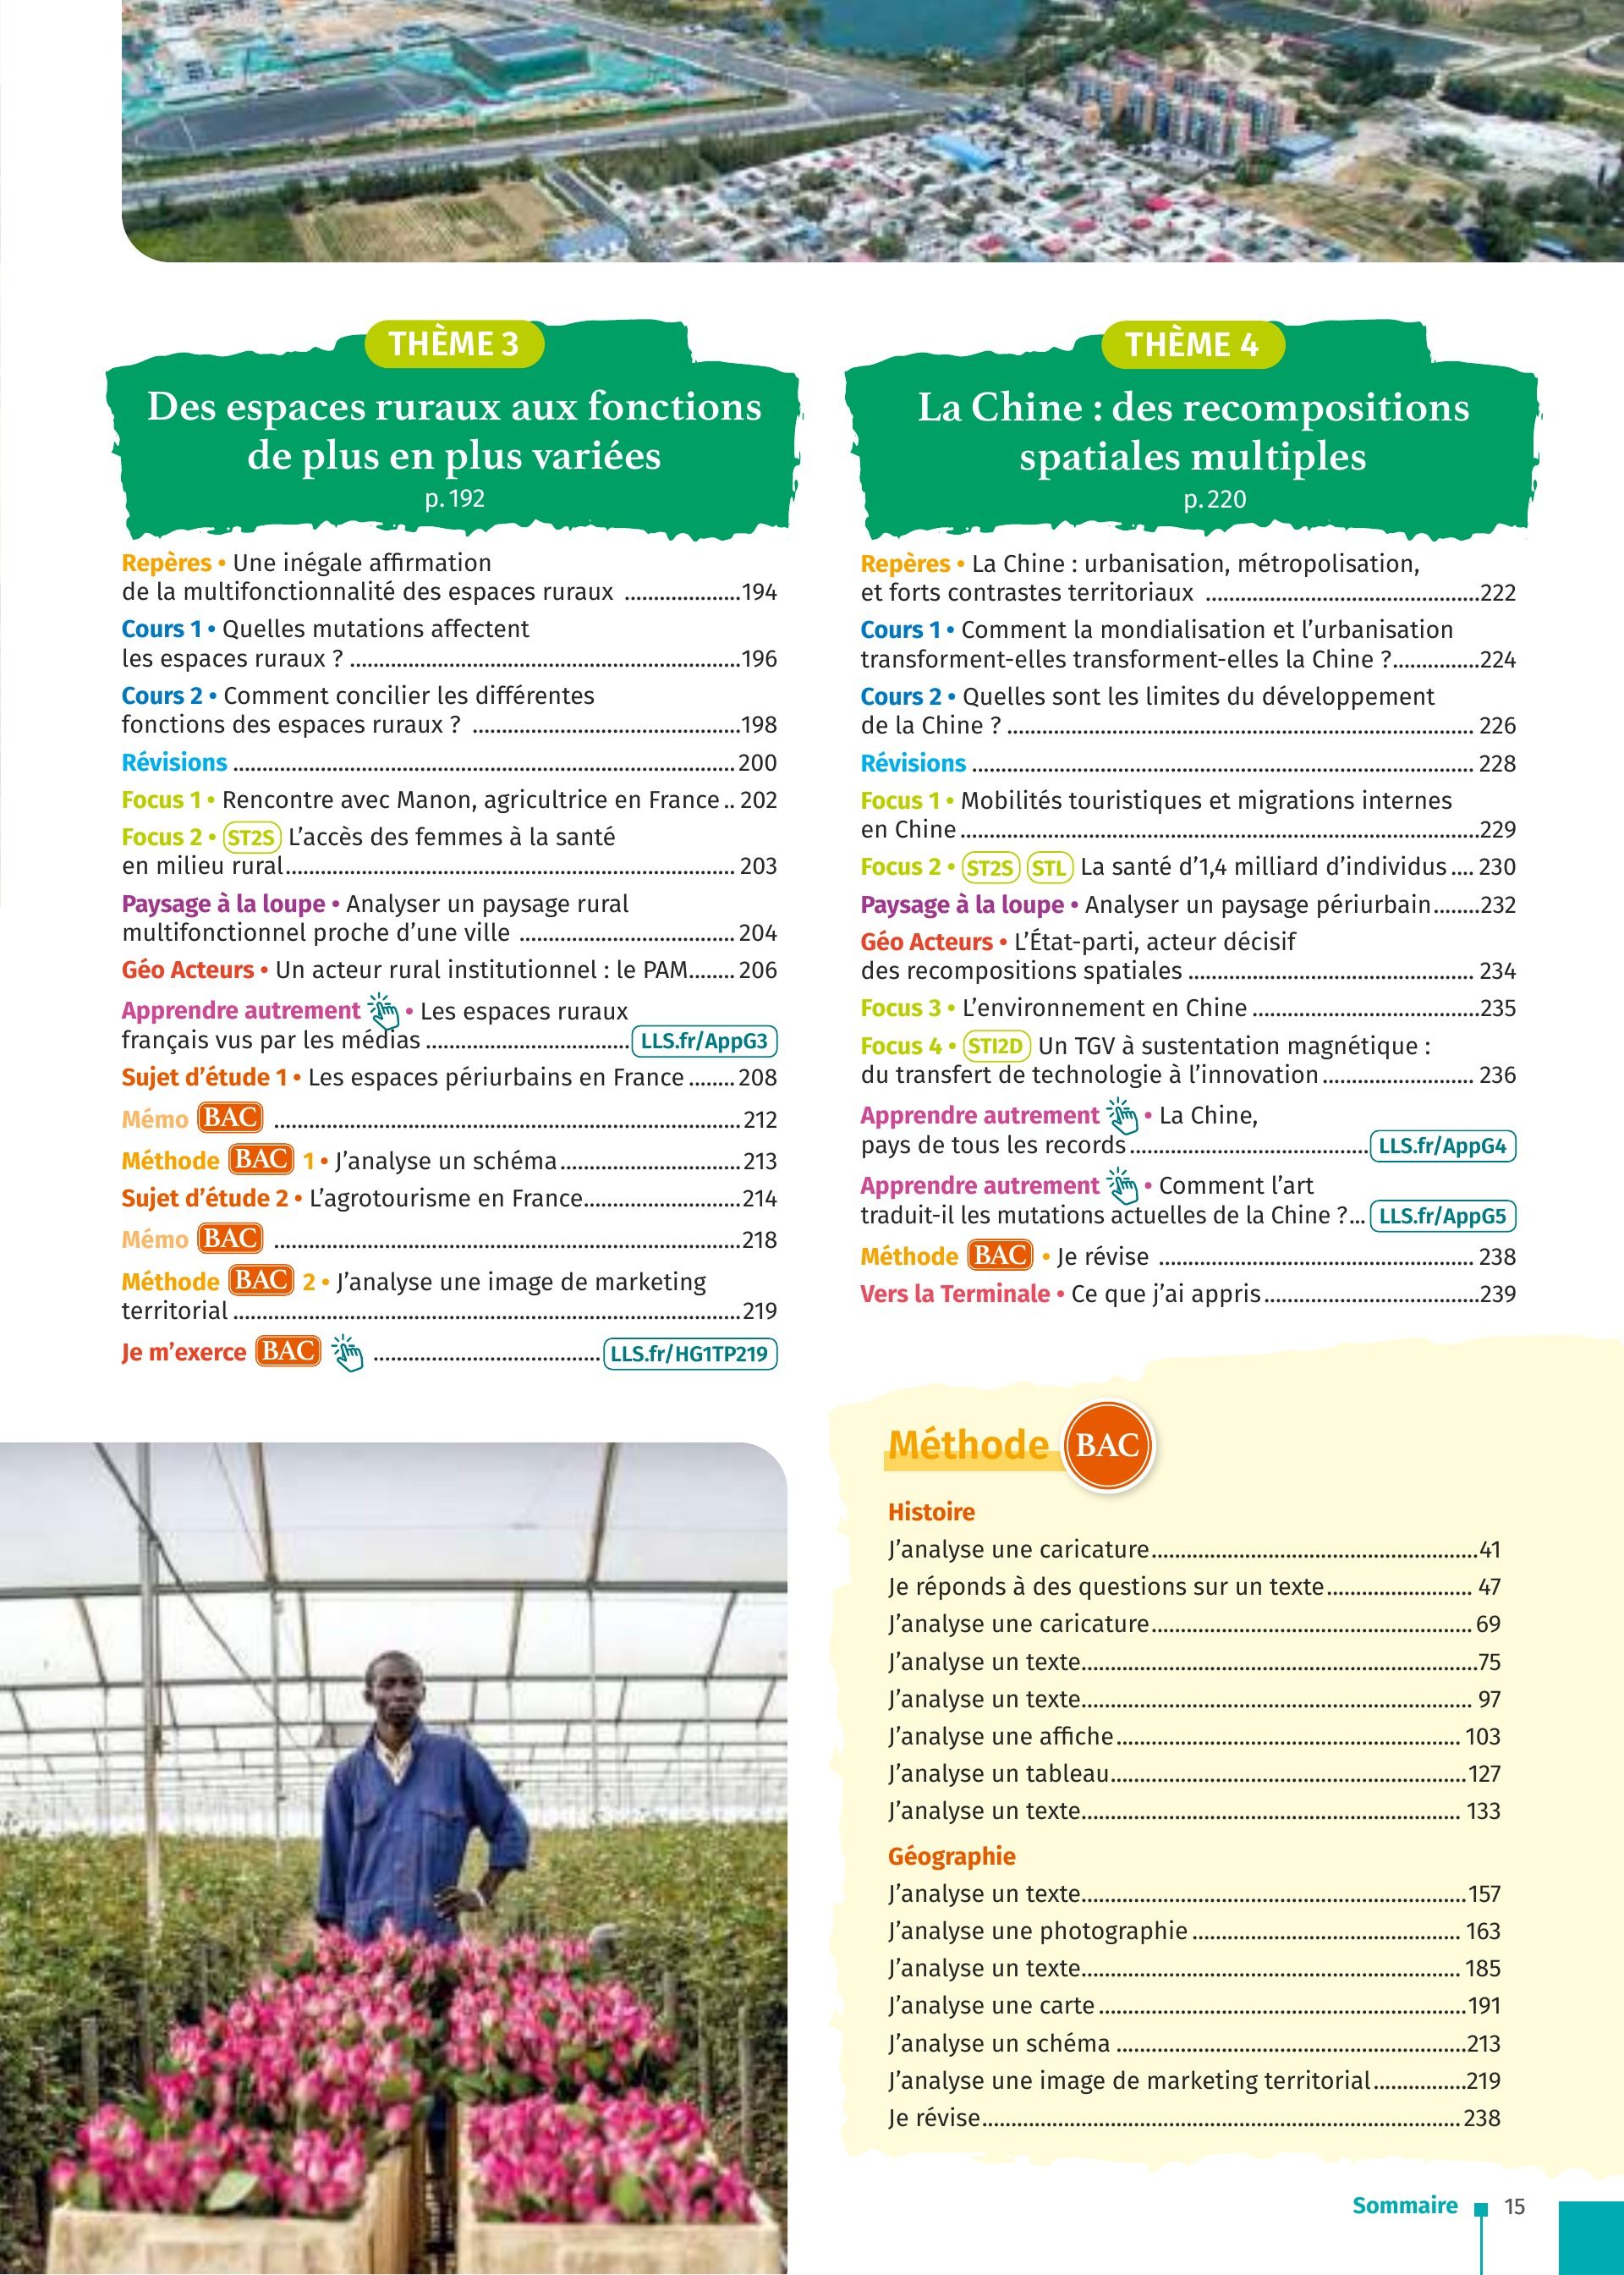 THÈME 3
Des espaces ruraux aux fonctions
de plus en plus variées
p. 192
Repères • Une inégale affirmation
de la multifonctionnalité des espaces ruraux ....................194
Cours 1 • Quelles mutations affectent
les espaces ruraux ? ....................196
Cours 2 • Comment concilier les différentes
fonctions des espaces ruraux ? ....................198
Révisions .................... 200
Focus 1 • Rencontre avec Manon, agricultrice en France .. 202
Focus 2 • ST2S L’accès des femmes à la santé
en milieu rural.................... 203
Paysage à la loupe • Analyser un paysage rural
multifonctionnel proche d’une ville .................... 204
Géo Acteurs • Un acteur rural institutionnel : le PAM........ 206
Apprendre autrement • Les espaces ruraux
français vus par les médias .................... LLS.fr/AppG3
Sujet d’étude 1 • Les espaces périurbains en France ........ 208
Mémo BAC ....................212
Méthode BAC 1 • J’analyse un schéma....................213
Sujet d’étude 2 • L’agrotourisme en France....................214
Mémo BAC ....................218
Méthode BAC 2 • J’analyse une image de marketing
territorial ....................219
Je m’exerce BAC .................... LLS.fr/HG1TP219
THÈME 4
La Chine : des recompositions
spatiales multiples
p. 220
Repères • La Chine : urbanisation, métropolisation,
et forts contrastes territoriaux ....................222
Cours 1 • Comment la mondialisation et l’urbanisation
transforment-elles transforment-elles la Chine ?...............224
Cours 2 • Quelles sont les limites du développement
de la Chine ? .................... 226
Révisions .................... 228
Focus 1 • Mobilités touristiques et migrations internes
en Chine ....................229
Focus 2 • ST2S STL La santé d’1,4 milliard d’individus .... 230
Paysage à la loupe • Analyser un paysage périurbain........232
Géo Acteurs • L’État-parti, acteur décisif
des recompositions spatiales .................... 234
Focus 3 • L’environnement en Chine ....................235
Focus 4 • STI2D Un TGV à sustentation magnétique :
du transfert de technologie à l’innovation .................... 236
Apprendre autrement • La Chine,
pays de tous les records.................... LLS.fr/AppG4
Apprendre autrement • Comment l’art
traduit-il les mutations actuelles de la Chine ?... LLS.fr/AppG5
Méthode BAC • Je révise .................... 238
Vers la Terminale • Ce que j’ai appris....................239
Méthode BAC
Histoire
J’analyse une caricature....................41
Je réponds à des questions sur un texte.................... 47
J’analyse une caricature.................... 69
J’analyse un texte....................75
J’analyse un texte.................... 97
J’analyse une affiche .................... 103
J’analyse un tableau....................127
J’analyse un texte.................... 133
Géographie
J’analyse un texte....................157
J’analyse une photographie .................... 163
J’analyse un texte.................... 185
J’analyse une carte ....................191
J’analyse un schéma ....................213
J’analyse une image de marketing territorial................219
Je révise.................... 238
Sommaire 15